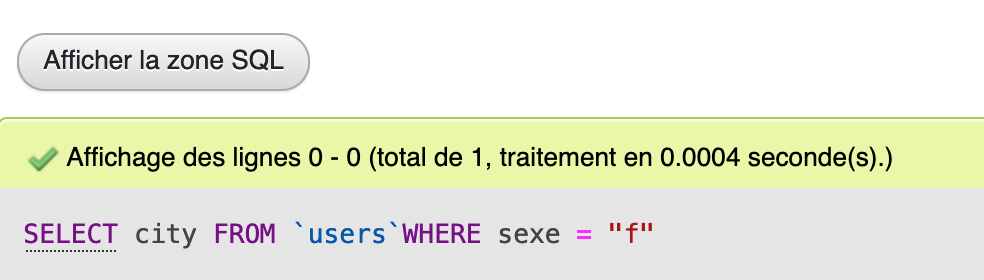 Afficher la zone SQL
Affichage des lignes 0 - 0 (total de 1, traitement en 0.0004 seconde(s).)
SELECT city FROM `users`WHERE sexe = "f"